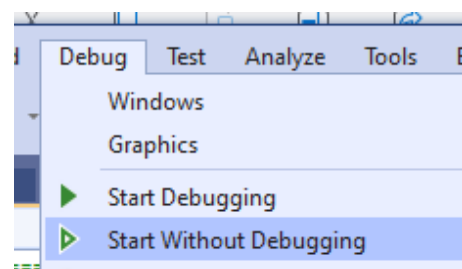 Debug Test Analyze Tools
Windows
Graphics
Start Debugging
Start Without Debugging